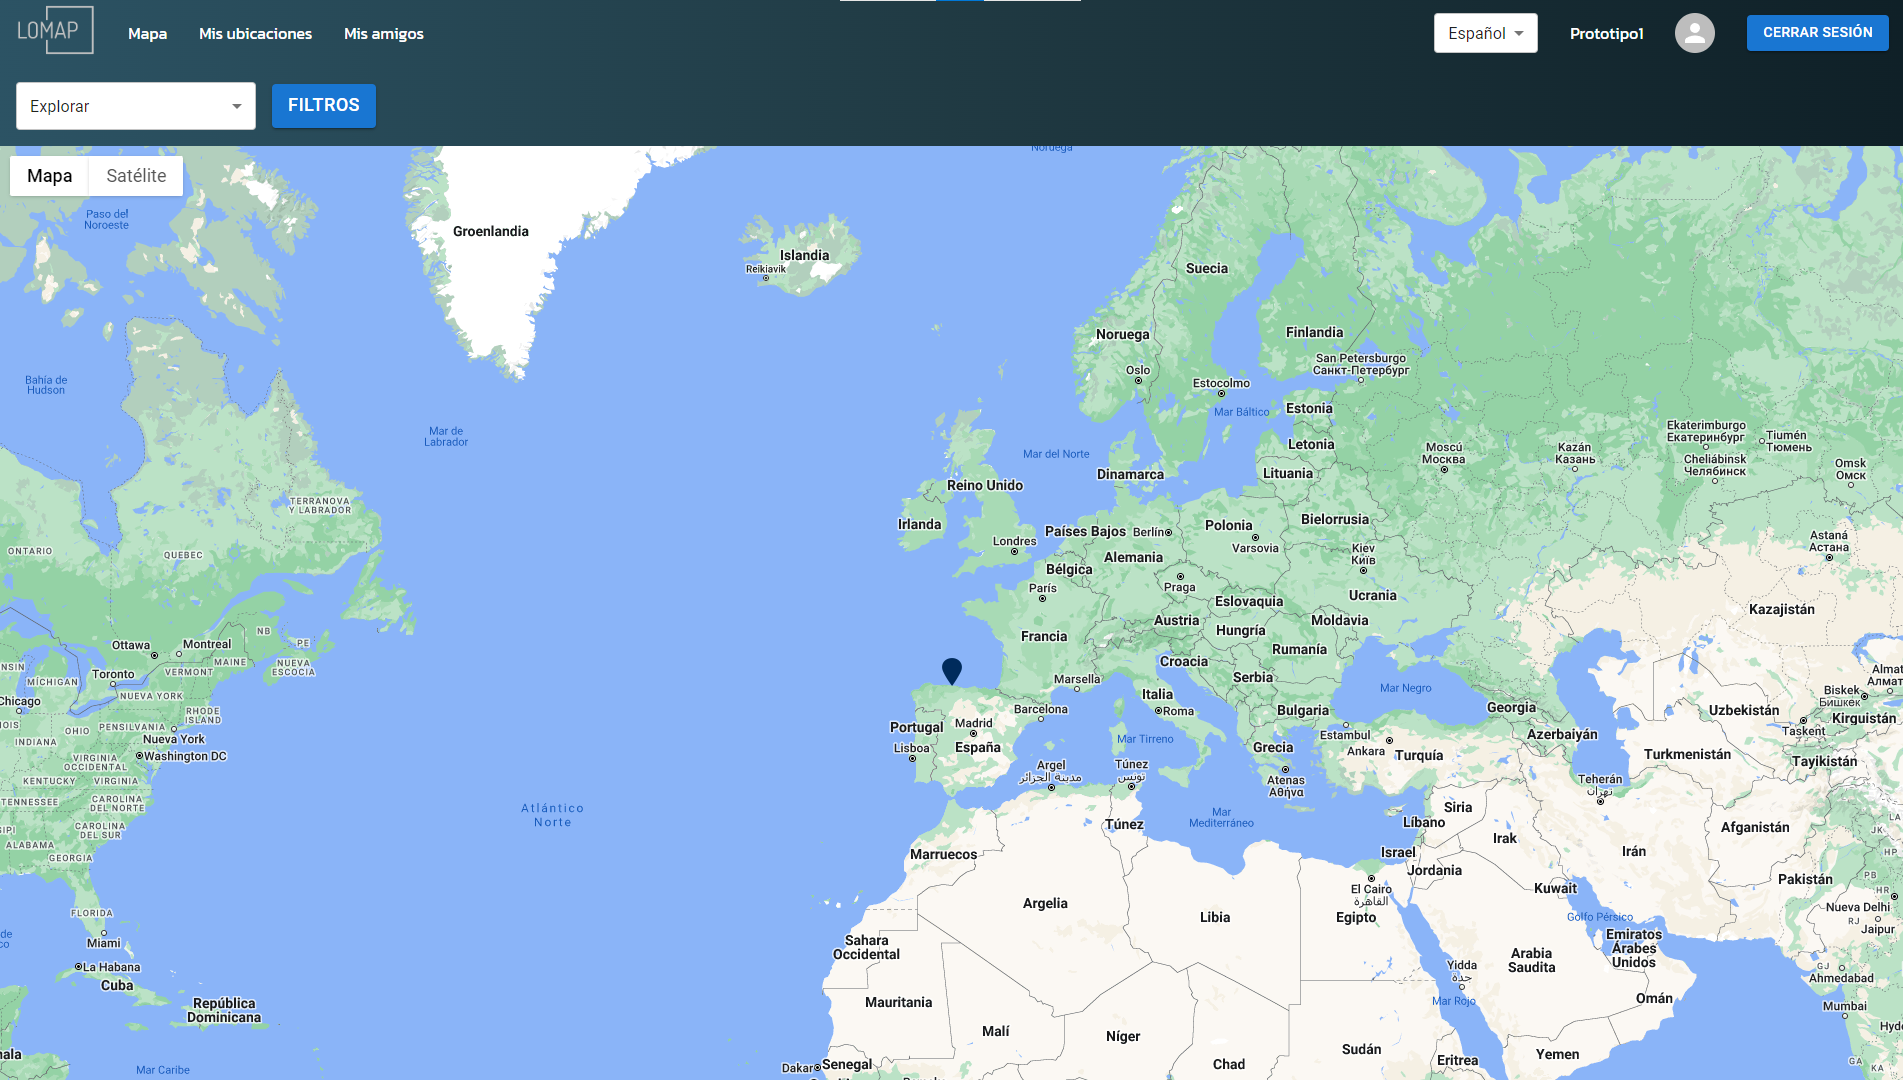 LOMAP
Mapa
Mis ubicaciones
Mis amigos
Español
Prototipo1
CERRAR SESIÓN
Explorar
FILTROS
Mapa
Satélite
Noruega
Paso del
Noroeste
Groenlandia
Islandia
Reikiavik
Suecia
Noruega
Finlandia
San Petersburgo
Санкт-Петербург
Oslo
Estocolmo
Bahía de
Hudson
Mar Báltico
Estonia
Mar de
Labrador
Letonia
Ekaterimburgo
Екатеринбург
Tiumén
Тюмень
Moscú
Москва
Kazán
Казань
Mar del Norte
Cheliábinsk
Челябинск
Omsk
Омск
Dinamarca
Lituania
Reino Unido
TERRANOVA
Y LABRADOR
Irlanda
Países Bajos
Berlín
Polonia
Bielorrusia
Londres
Varsovia
Astaná
Астана
ONTARIO
QUEBEC
Alemania
Kiev
Київ
Bélgica
París
Praga
Eslovaquia
Ucrania
Kazajistán
Austria
Hungría
Moldavia
NB
PE
Francia
Ottawa
Montreal
Rumanía
MAINE
NUEVA
ESCOCIA
Croacia
Toronto
VERMONT
MÍCHIGAN
Marsella
Serbia
Mar Negro
NUEVA YORK
Chicago
Italia
Biskek
Бишкек
Barcelona
Roma
Bulgaria
Georgia
Uzbekistán
RHODE
ISLAND
Kirguistán
PENSILVANIA
OHIO
Portugal
Madrid
Taskent
INDIANA
Nueva York
España
Lisboa
Mar Tirreno
Grecia
Estambul
Ankara
Turquía
Azerbaiyán
Turkmenistán
Washington DC
VIRGINIA
OCCIDENTAL
Tayikistán
KENTUCKY
VIRGINIA
Argel
مدينة الجزائر
Túnez
تونس
Atenas
Αθήνα
Teherán
تهران
TENNESSEE
CAROLINA
DEL NORTE
Atlántico
Norte
Mar
Mediterráneo
Siria
Líbano
Túnez
CAROLINA
DEL SUR
Afganistán
ALABAMA
Irak
Irán
GEORGIA
Marruecos
Israel
Jordania
Pakistán
Kuwait
El Cairo
القاهرة
Argelia
Nueva Delhi
FLORIDA
Libia
Egipto
Golfo Pérsico
RJ
Jaipur
Miami
Sahara
Occidental
Emiratos
Árabes
Unidos
Arabia
Saudita
La Habana
Yidda
جدة
GJ
Ahmedabad
Cuba
República
Dominicana
Mauritania
Mar Rojo
Omán
Mumbai
Malí
Níger
Sudán
Yemen
Mar Caribe
Dakar
Senegal
Chad
Eritrea
GA
KA